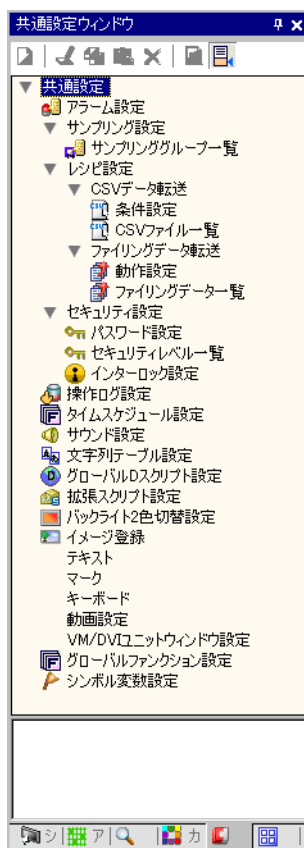 共通設定ウィンドウ
共通設定
アラーム設定
サンプリング設定
サンプリンググループ一覧
レシピ設定
CSVデータ転送
条件設定
CSVファイル一覧
ファイリングデータ転送
動作設定
ファイリングデータ一覧
セキュリティ設定
パスワード設定
セキュリティレベル一覧
インターロック設定
操作ログ設定
タイムスケジュール設定
サウンド設定
文字列テーブル設定
グローバルDスクリプト設定
拡張スクリプト設定
バックライト2色切替設定
イメージ登録
テキスト
マーク
キーボード
動画設定
VM/DVIユニットウィンドウ設定
グローバルファンクション設定
シンボル変数設定
シ ア カ